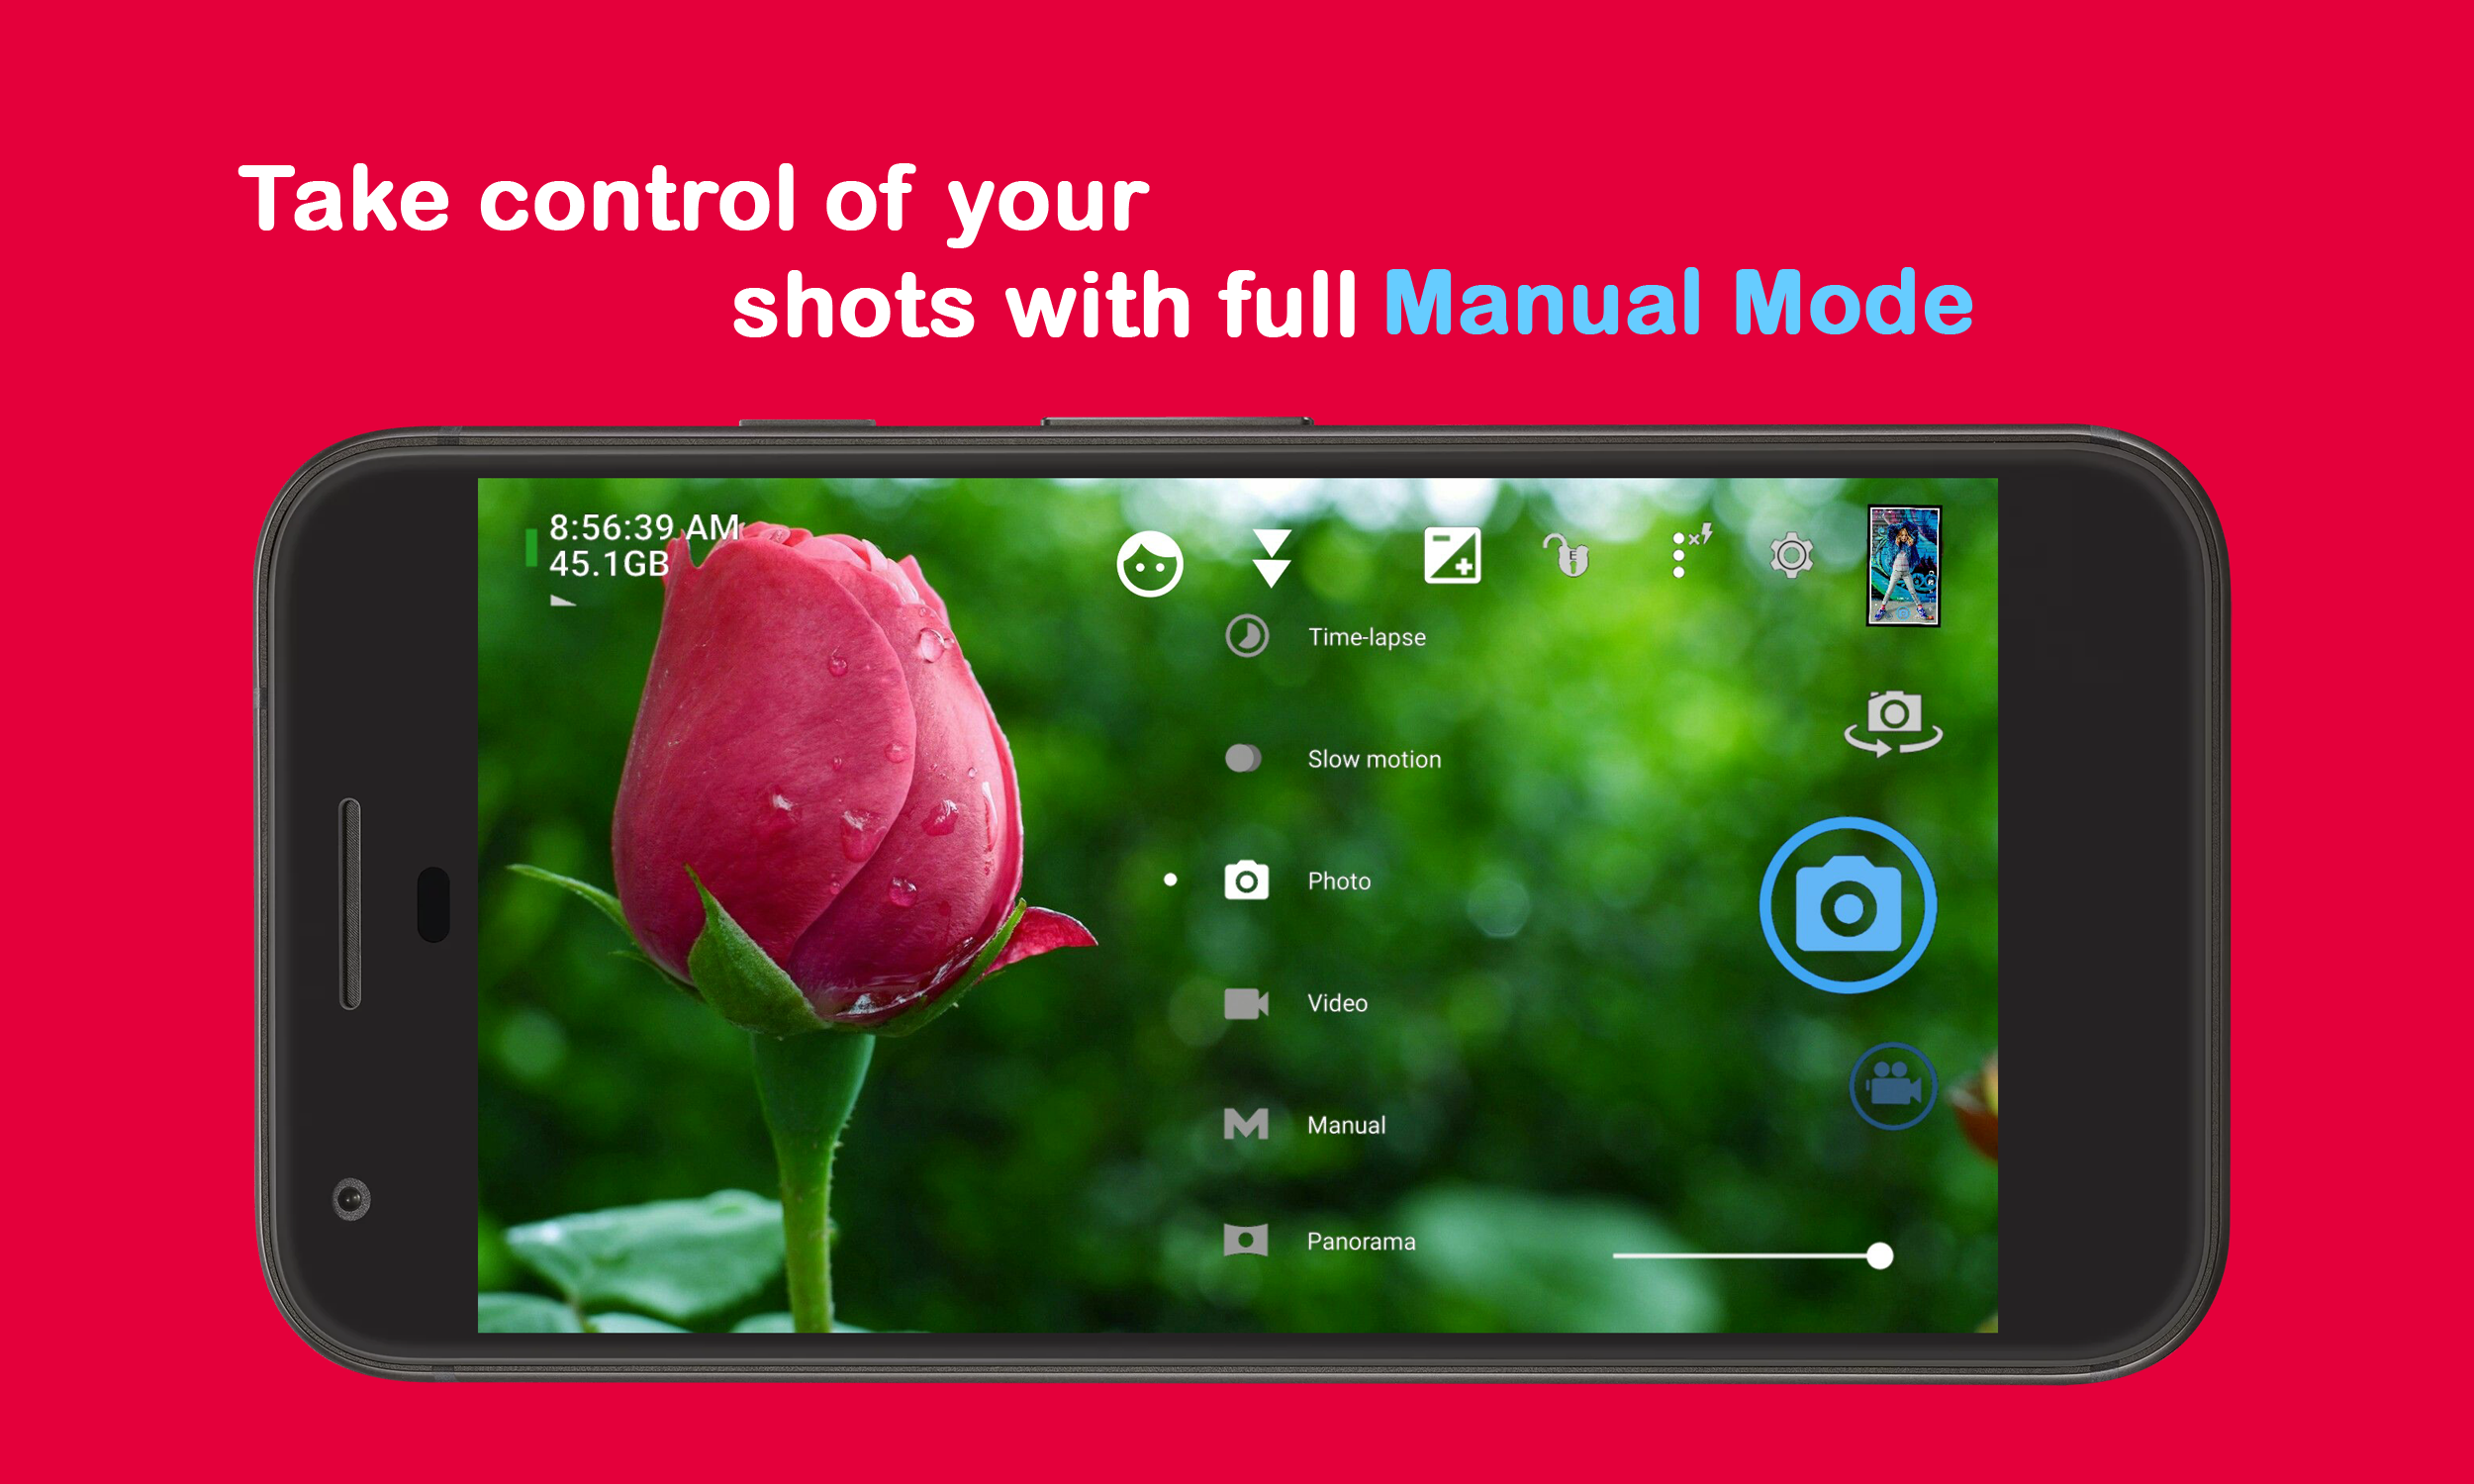 Take control of your
shots with full Manual Mode
8:56:39 AM
45.1GB
Time-lapse
Slow motion
Photo
Video
Manual
Panorama